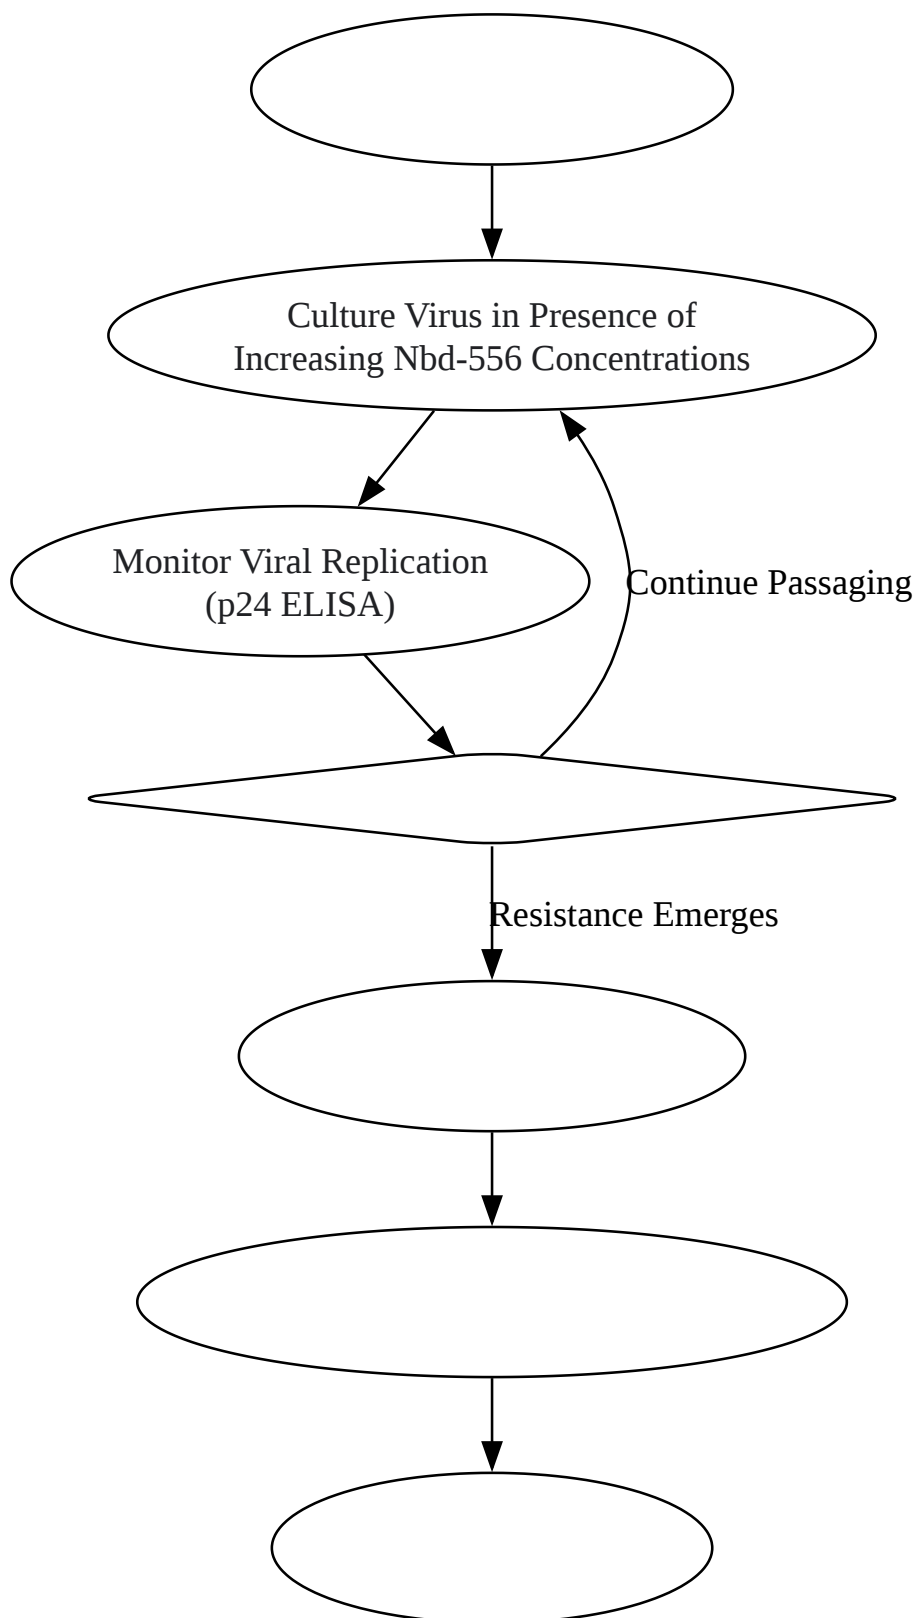 Culture Virus in Presence of
Increasing Nbd-556 Concentrations
Monitor Viral Replication
(p24 ELISA)
Continue Passaging
Resistance Emerges